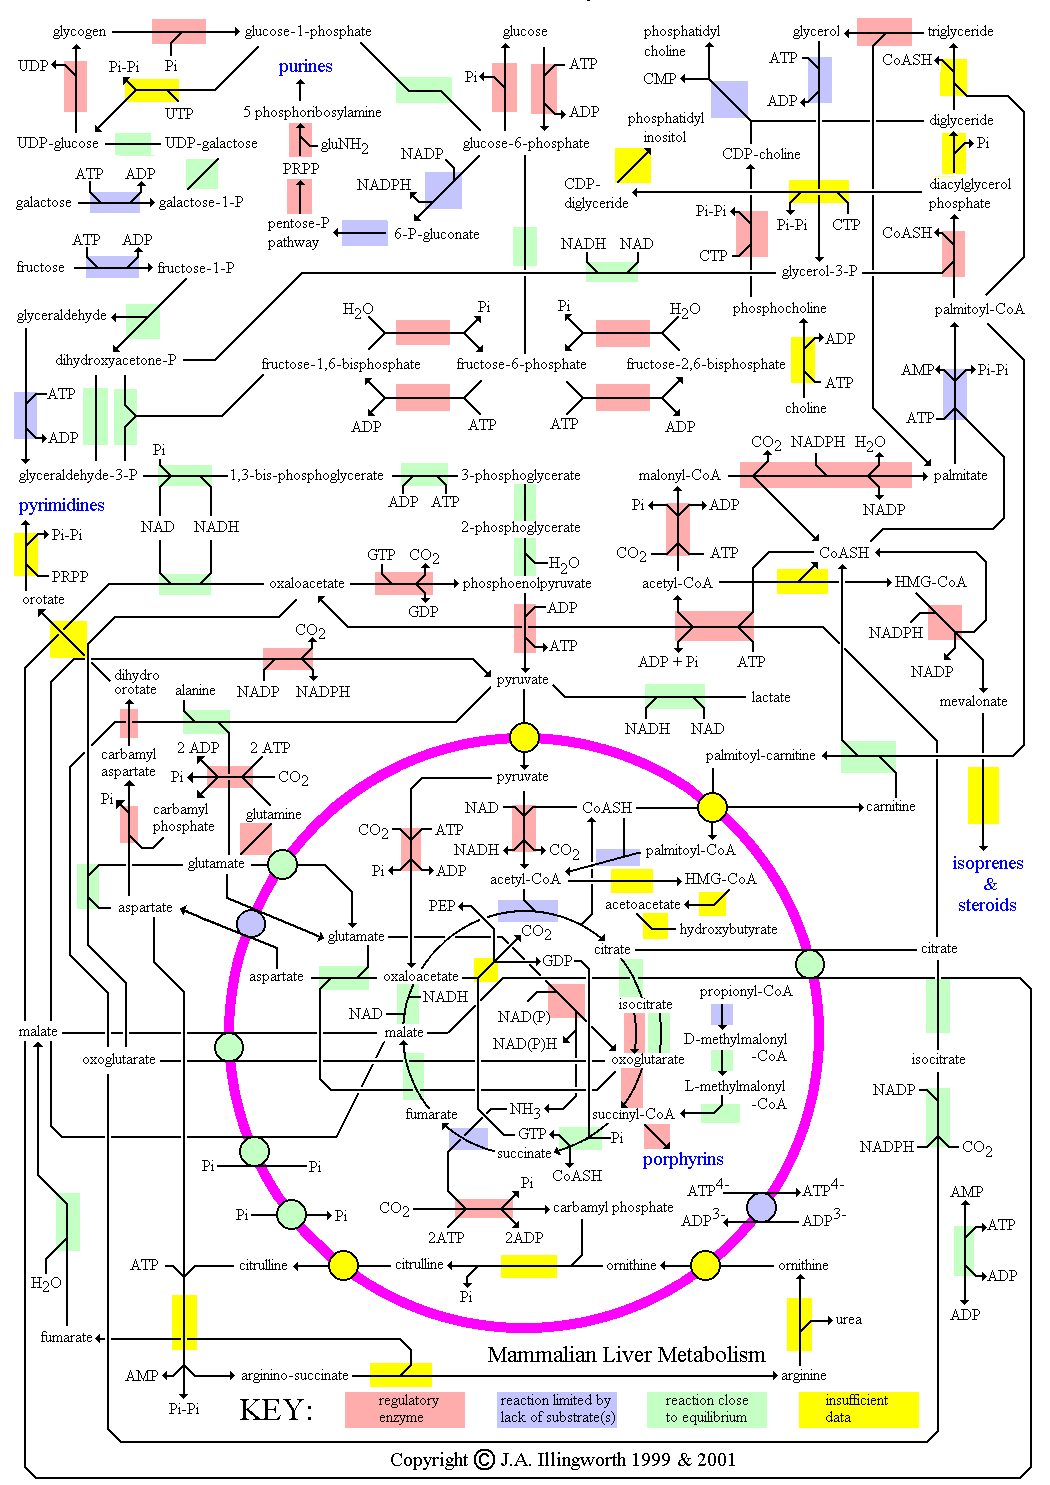 glycogen
glucose-1-phosphate
glucose
phosphatidyl
choline
glycerol
triglyceride
UDP
Pi-Pi
Pi
purines
Pi
ATP
CMP
ATP
CoASH
UTP
5 phosphoribosylamine
ADP
ADP
phosphatidyl
inositol
diglyceride
UDP-glucose
UDP-galactose
gluNH2
glucose-6-phosphate
CDP-choline
Pi
ATP
ADP
PRPP
NADP
NADPH
CDP-
diglyceride
diacylglycerol
phosphate
galactose
galactose-1-P
pentose-P
pathway
6-P-gluconate
Pi-Pi
Pi-Pi
CTP
CoASH
ATP
ADP
NADH
NAD
CTP
fructose
fructose-1-P
glycerol-3-P
glyceraldehyde
H2O
Pi
Pi
H2O
phosphocholine
palmitoyl-CoA
dihydroxyacetone-P
fructose-1,6-bisphosphate
fructose-6-phosphate
fructose-2,6-bisphosphate
ADP
AMP
Pi-Pi
ATP
ATP
ADP
ADP
ATP
ATP
ADP
choline
ATP
glyceraldehyde-3-P
Pi
1,3-bis-phosphoglycerate
3-phosphoglycerate
malonyl-CoA
CO2
NADPH
H2O
palmitate
pyrimidines
ADP
ATP
Pi
ADP
NADP
NAD
NADH
2-phosphoglycerate
Pi-Pi
CO2
ATP
CoASH
PRPP
GTP
CO2
H2O
orotate
oxaloacetate
phosphoenolpyruvate
acetyl-CoA
HMG-CoA
GDP
ADP
NADPH
CO2
ATP
ADP + Pi
ATP
NADP
dihydro
orotate
alanine
NADP
NADPH
pyruvate
lactate
mevalonate
NADH
NAD
carbamyl
aspartate
2 ADP
2 ATP
palmitoyl-carnitine
Pi
CO2
pyruvate
Pi
carbamyl
phosphate
glutamine
NAD
CoASH
carnitine
CO2
ATP
NADH
CO2
palmitoyl-CoA
glutamate
Pi
ADP
acetyl-CoA
HMG-CoA
isoprenes
&
steroids
aspartate
PEP
acetoacetate
hydroxybutyrate
glutamate
CO2
citrate
citrate
aspartate
oxaloacetate
GDP
NADH
isocitrate
propionyl-CoA
NAD
NAD(P)
malate
malate
NAD(P)H
D-methylmalonyl
-CoA
oxoglutarate
oxoglutarate
isocitrate
L-methylmalonyl
-CoA
NADP
fumarate
NH3
succinyl-CoA
GTP
Pi
succinate
porphyrins
NADPH
CO2
Pi
Pi
CoASH
Pi
ATP4-
ATP4-
AMP
Pi
Pi
CO2
carbamyl phosphate
ADP3-
ADP3-
ATP
2ATP
2ADP
H2O
ATP
citrulline
citrulline
ornithine
ornithine
ADP
Pi
ADP
urea
fumarate
Mammalian Liver Metabolism
AMP
arginino-succinate
arginine
Pi-Pi
KEY:
regulatory
enzyme
reaction limited by
lack of substrate(s)
reaction close
to equilibrium
insufficient
data
Copyright © J.A. Illingworth 1999 & 2001